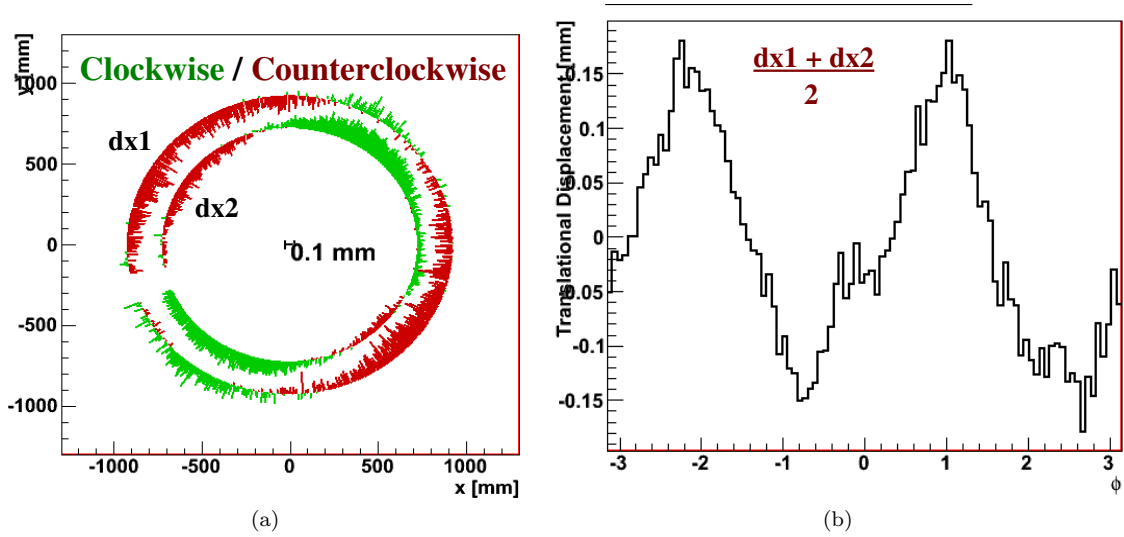 y [mm]
Clockwise / Counterclockwise
1000
500
0
-500
-1000
dx1
dx2
0.1 mm
-1000 -500 0 500 1000
x [mm]
(a)
Translational Displacement [mm]
0.15
0.1
0.05
0
-0.05
-0.1
-0.15
dx1 + dx2
2
-3 -2 -1 0 1 2 3
ϕ
(b)